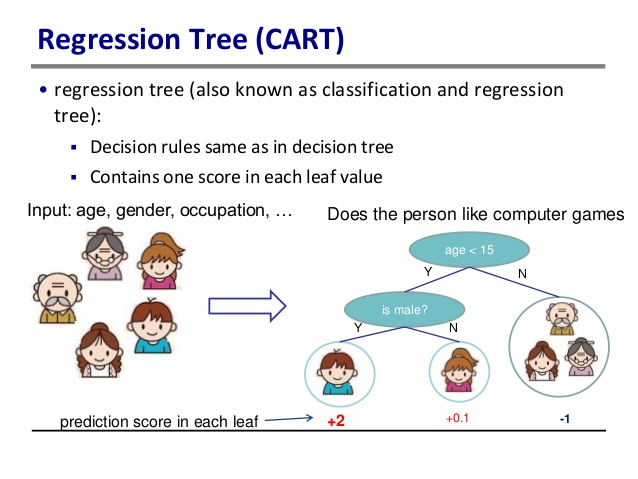 Regression Tree (CART)
• regression tree (also known as classification and regression
tree):
▪ Decision rules same as in decision tree
▪ Contains one score in each leaf value
Input: age, gender, occupation, …
Does the person like computer games
age < 15
Y
N
is male?
Y
N
prediction score in each leaf
+2
+0.1
-1